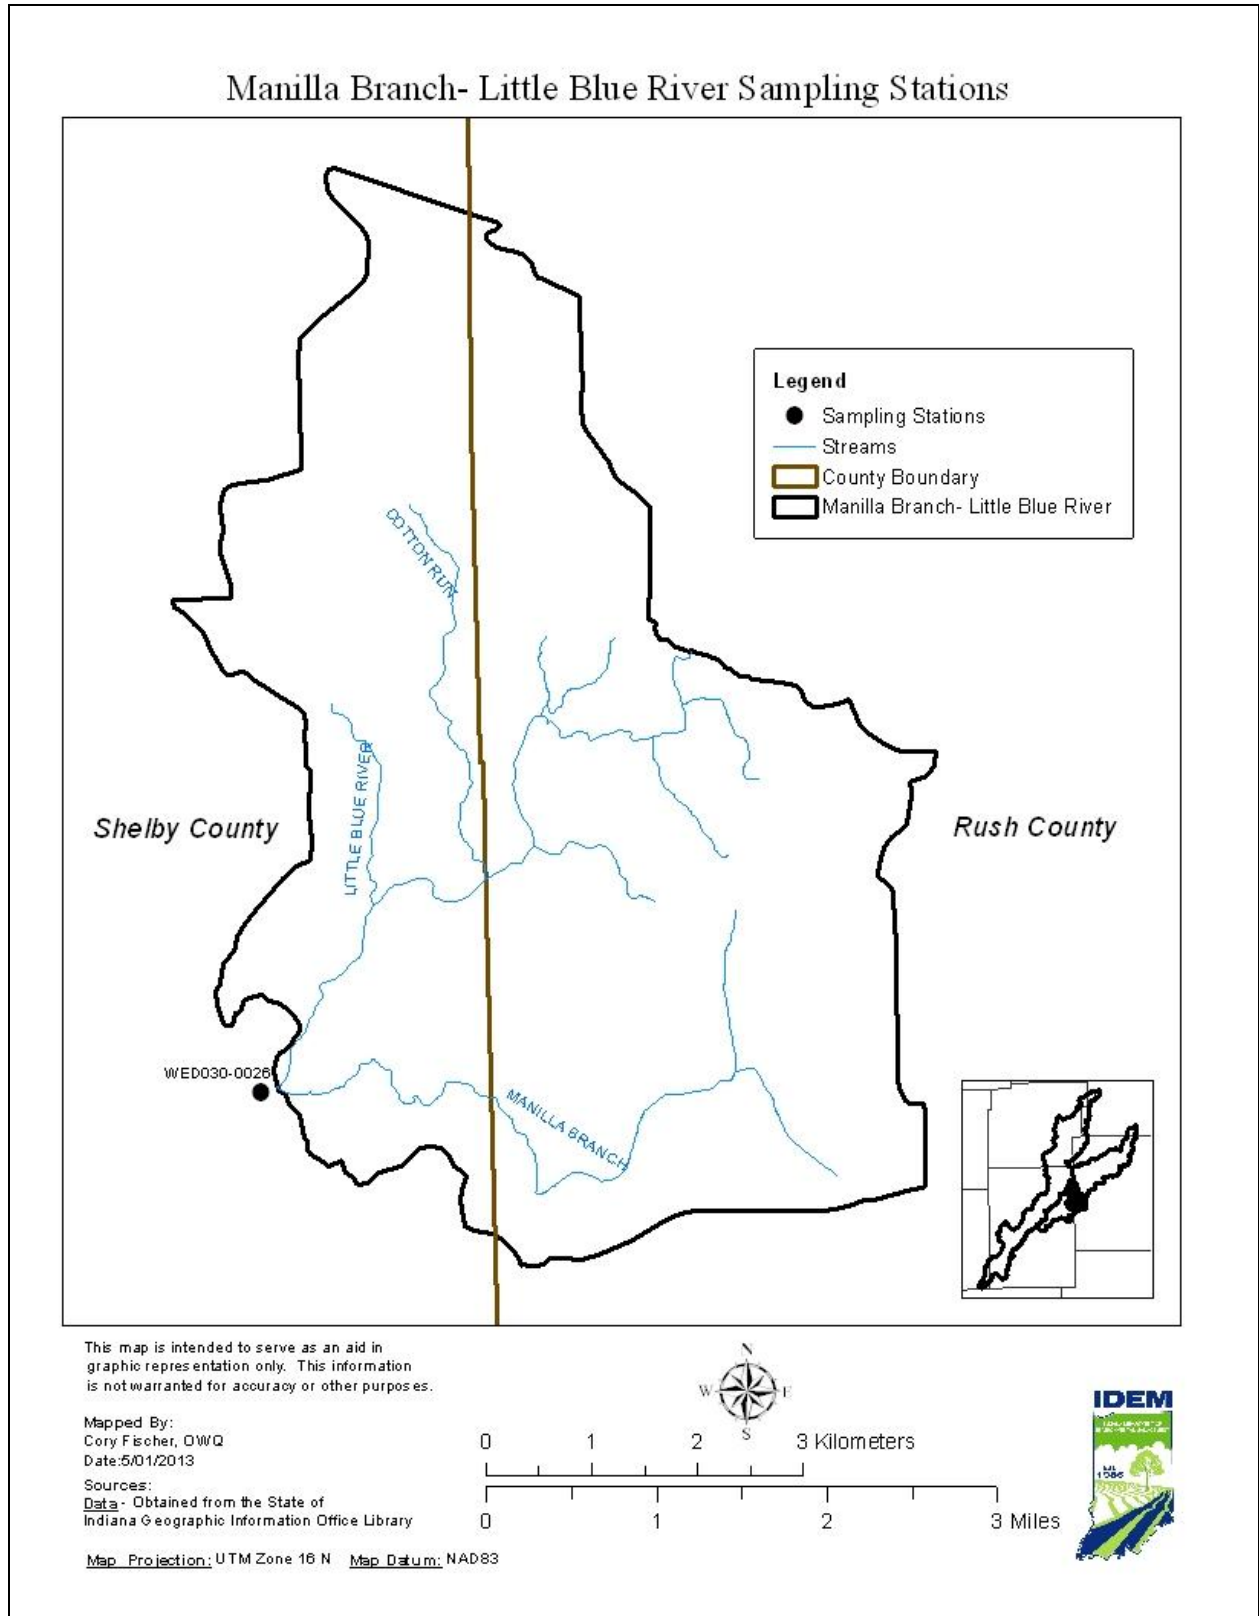 Manilla Branch- Little Blue River Sampling Stations
Legend
Sampling Stations
Streams
County Boundary
Manilla Branch- Little Blue River
COTTON RUN
LITTLE BLUE RIVER
Shelby County
Rush County
WED030-0026
MANILLA BRANCH
This map is intended to serve as an aid in
graphic representation only. This information
is not warranted for accuracy or other purposes.
Mapped By:
Cory Fischer, OWQ
Date:5/01/2013
Sources:
Data - Obtained from the State of
Indiana Geographic Information Office Library
Map Projection: UTM Zone 16 N Map Datum: NAD83
N
W E
S
0 1 2 3 Kilometers
0 1 2 3 Miles
IDEM
1986